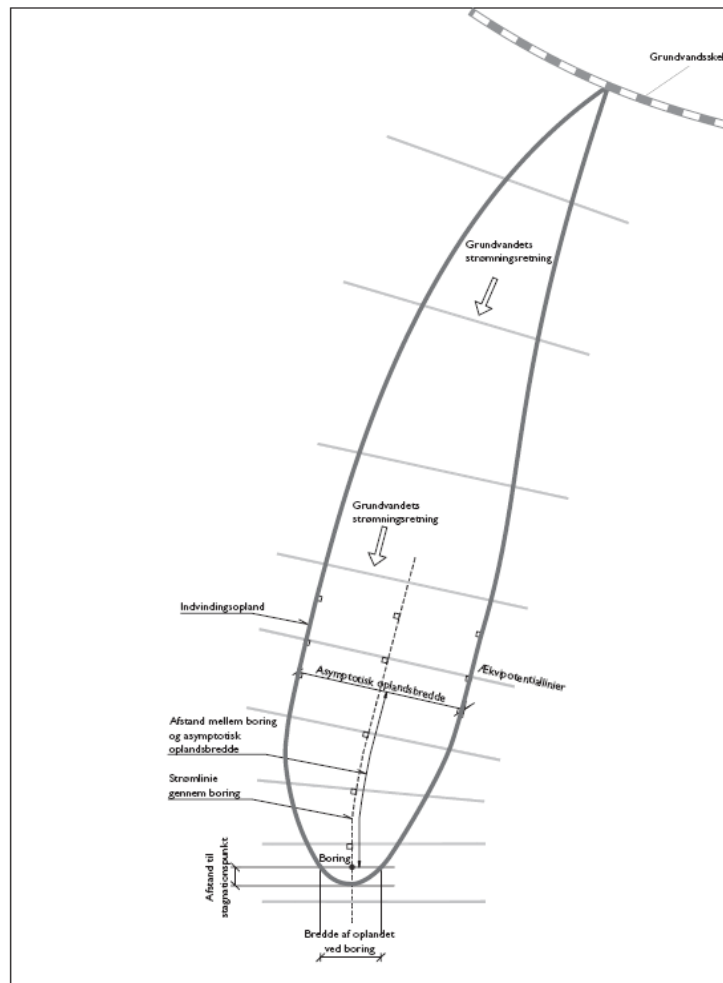 Grundvandsskel
Grundvandets
strømningsretning
Grundvandets
strømningsretning
Indvindingsopland
Asymptotisk oplandsbredde
Ækvipotentiallinier
Afstand mellem boring
og asymptotisk
oplandsbredde
Strømlinie
gennem boring
Boring
Afstand til
stagnationspunkt
Bredde af oplandet
ved boring